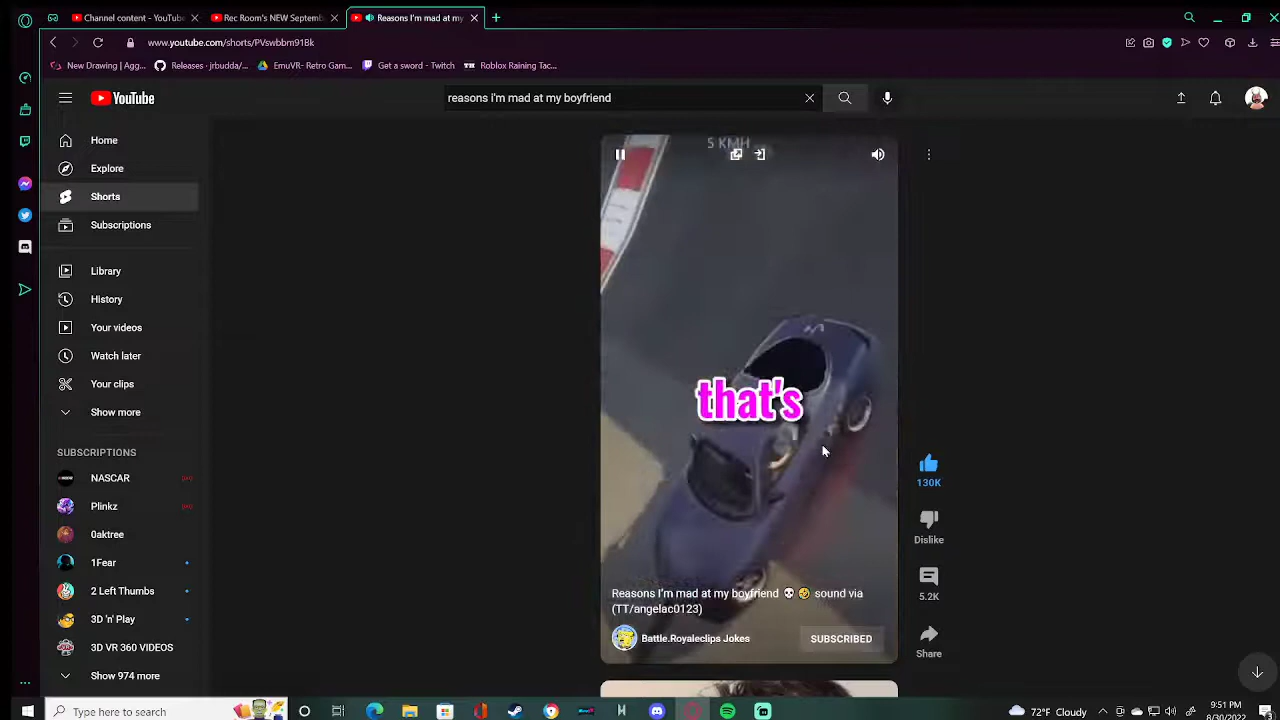 Channel content - YouTube
Rec Room's NEW Septemb
Reasons I'm mad at my
www.youtube.com/shorts/PVswbbm91Bk
New Drawing | Agg...
Releases · jrbudda/...
EmuVR- Retro Gam...
Get a sword - Twitch
Roblox Raining Tac...
YouTube
reasons i'm mad at my boyfriend
Home
Explore
Shorts
Subscriptions
Library
History
Your videos
Watch later
Your clips
Show more
SUBSCRIPTIONS
NASCAR
Plinkz
0aktree
1Fear
2 Left Thumbs
3D 'n' Play
3D VR 360 VIDEOS
Show 974 more
5 KMH
that's
Reasons I'm mad at my boyfriend 💀 🤣 sound via
(TT/angelac0123)
Battle.Royaleclips Jokes
SUBSCRIBED
130K
Dislike
5.2K
Share
Type here to search
72°F Cloudy
9:51 PM